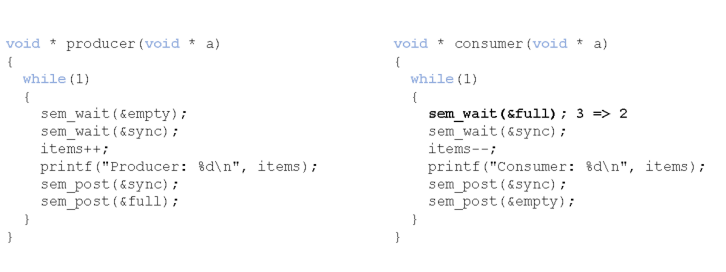 void * producer(void * a)
{
  while(1)
  {
    sem_wait(&empty);
    sem_wait(&sync);
    items++;
    printf("Producer: %d\n", items);
    sem_post(&sync);
    sem_post(&full);
  }
}
void * consumer(void * a)
{
  while(1)
  {
    sem_wait(&full); 3 => 2
    sem_wait(&sync);
    items--;
    printf("Consumer: %d\n", items);
    sem_post(&sync);
    sem_post(&empty);
  }
}